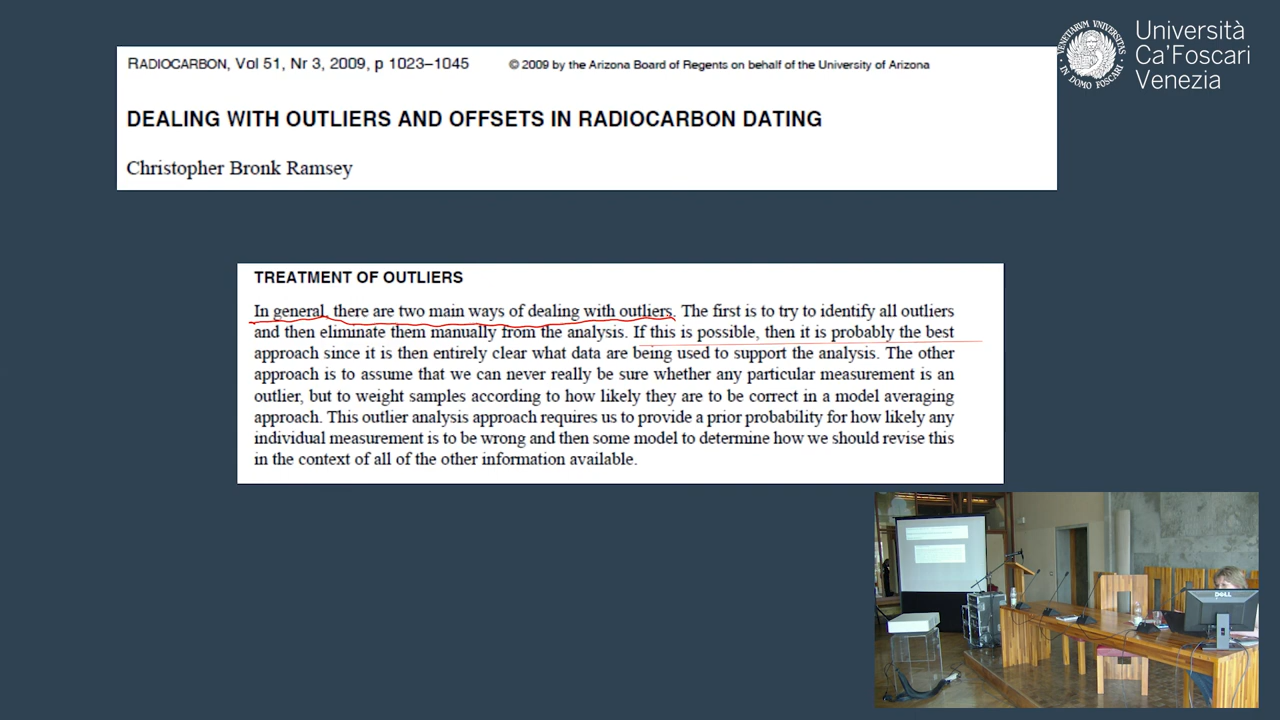 RADIOCARBON, Vol 51, Nr 3, 2009, p 1023–1045 © 2009 by the Arizona Board of Regents on behalf of the University of Arizona
DEALING WITH OUTLIERS AND OFFSETS IN RADIOCARBON DATING
Christopher Bronk Ramsey
Università
Ca'Foscari
Venezia
VENETIARUM UNIVERSITAS
IN DOMO FOSCARI
TREATMENT OF OUTLIERS
In general, there are two main ways of dealing with outliers. The first is to try to identify all outliers
and then eliminate them manually from the analysis. If this is possible, then it is probably the best
approach since it is then entirely clear what data are being used to support the analysis. The other
approach is to assume that we can never really be sure whether any particular measurement is an
outlier, but to weight samples according to how likely they are to be correct in a model averaging
approach. This outlier analysis approach requires us to provide a prior probability for how likely any
individual measurement is to be wrong and then some model to determine how we should revise this
in the context of all of the other information available.
DELL